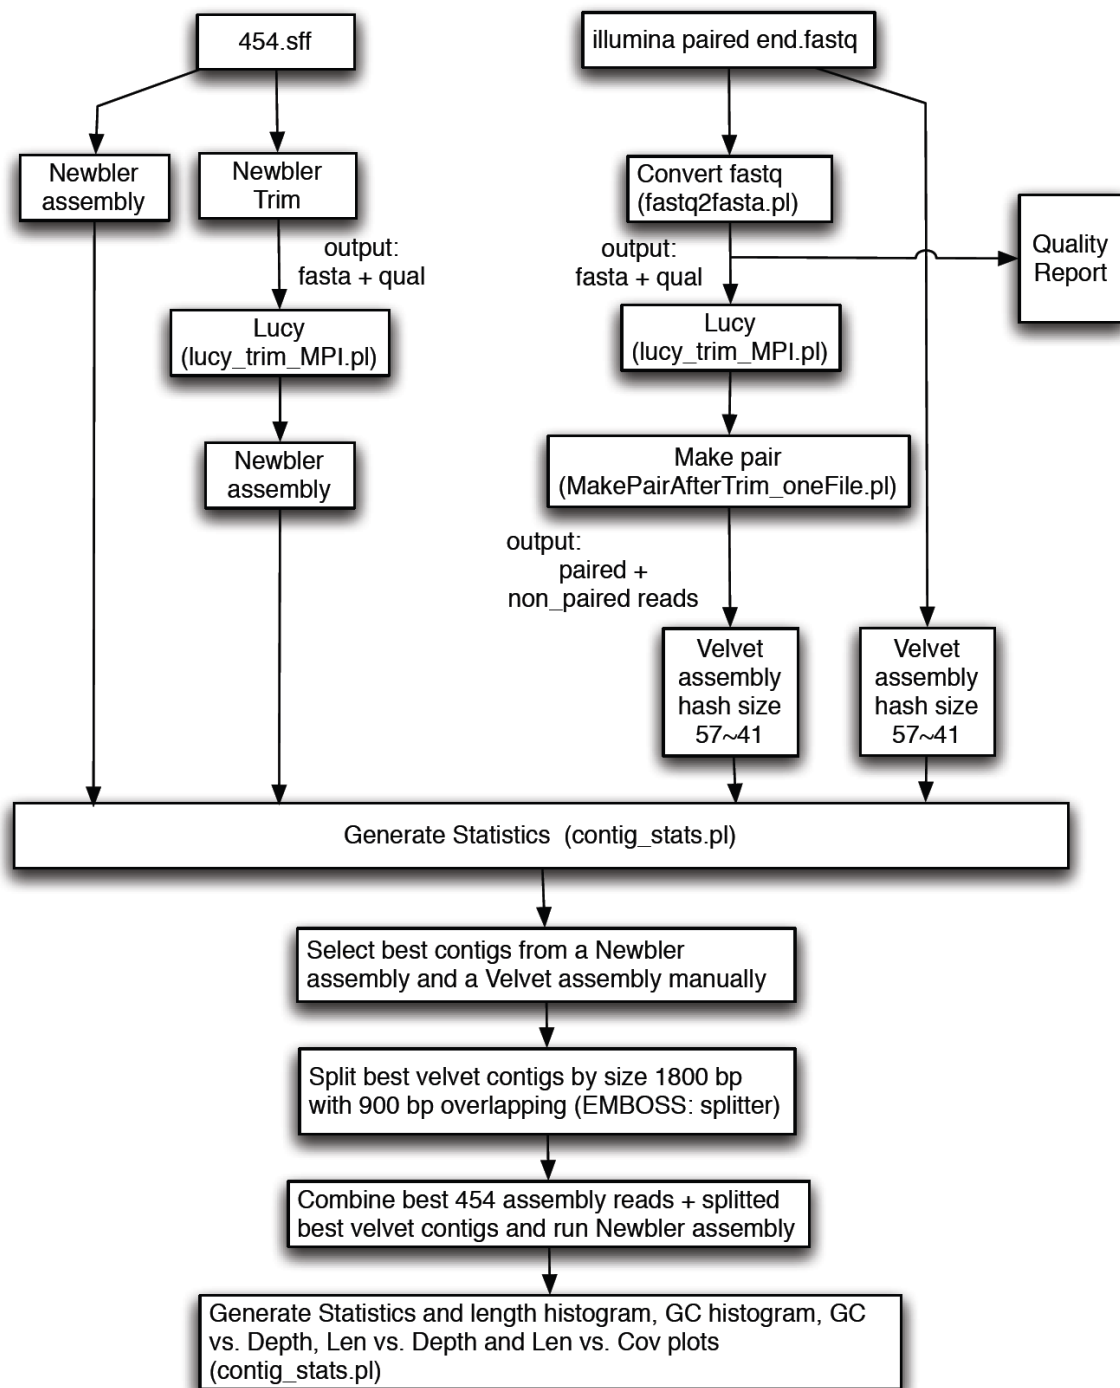 454.sff
illumina paired end.fastq
Newbler
assembly
Newbler
Trim
Convert fastq
(fastq2fasta.pl)
Quality
Report
output:
fasta + qual
output:
fasta + qual
Lucy
(lucy_trim_MPI.pl)
Lucy
(lucy_trim_MPI.pl)
Newbler
assembly
Make pair
(MakePairAfterTrim_oneFile.pl)
output:
paired +
non_paired reads
Velvet
assembly
hash size
57~41
Velvet
assembly
hash size
57~41
Generate Statistics (contig_stats.pl)
Select best contigs from a Newbler
assembly and a Velvet assembly manually
Split best velvet contigs by size 1800 bp
with 900 bp overlapping (EMBOSS: splitter)
Combine best 454 assembly reads + splitted
best velvet contigs and run Newbler assembly
Generate Statistics and length histogram, GC histogram, GC
vs. Depth, Len vs. Depth and Len vs. Cov plots
(contig_stats.pl)